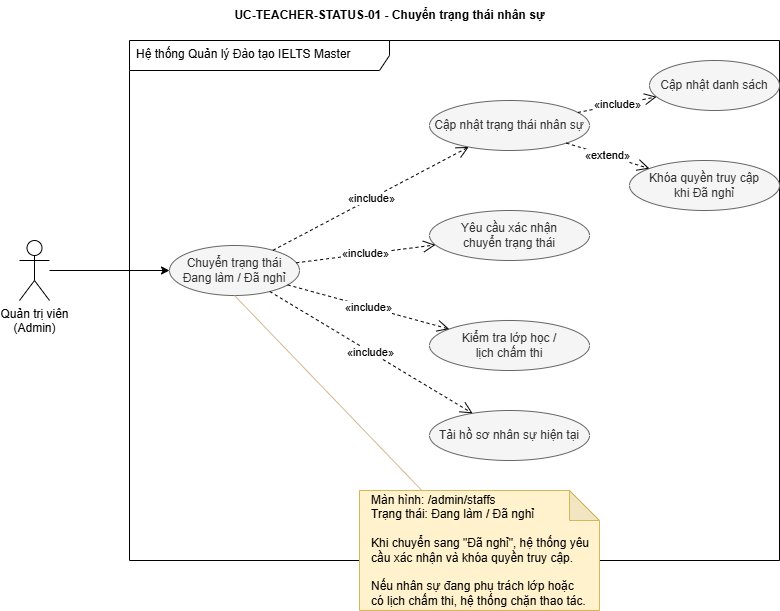 UC-TEACHER-STATUS-01 - Chuyển trạng thái nhân sự
Hệ thống Quản lý Đào tạo IELTS Master
Cập nhật danh sách
«include»
Cập nhật trạng thái nhân sự
«extend»
Khóa quyền truy cập
khi Đã nghỉ
«include»
Yêu cầu xác nhận
chuyển trạng thái
«include»
Chuyển trạng thái
Đang làm / Đã nghỉ
Quản trị viên
(Admin)
«include»
Kiểm tra lớp học /
lịch chấm thi
«include»
Tải hồ sơ nhân sự hiện tại
Màn hình: /admin/staffs
Trạng thái: Đang làm / Đã nghỉ
Khi chuyển sang "Đã nghỉ", hệ thống yêu
cầu xác nhận và khóa quyền truy cập.
Nếu nhân sự đang phụ trách lớp hoặc
có lịch chấm thi, hệ thống chặn thao tác.